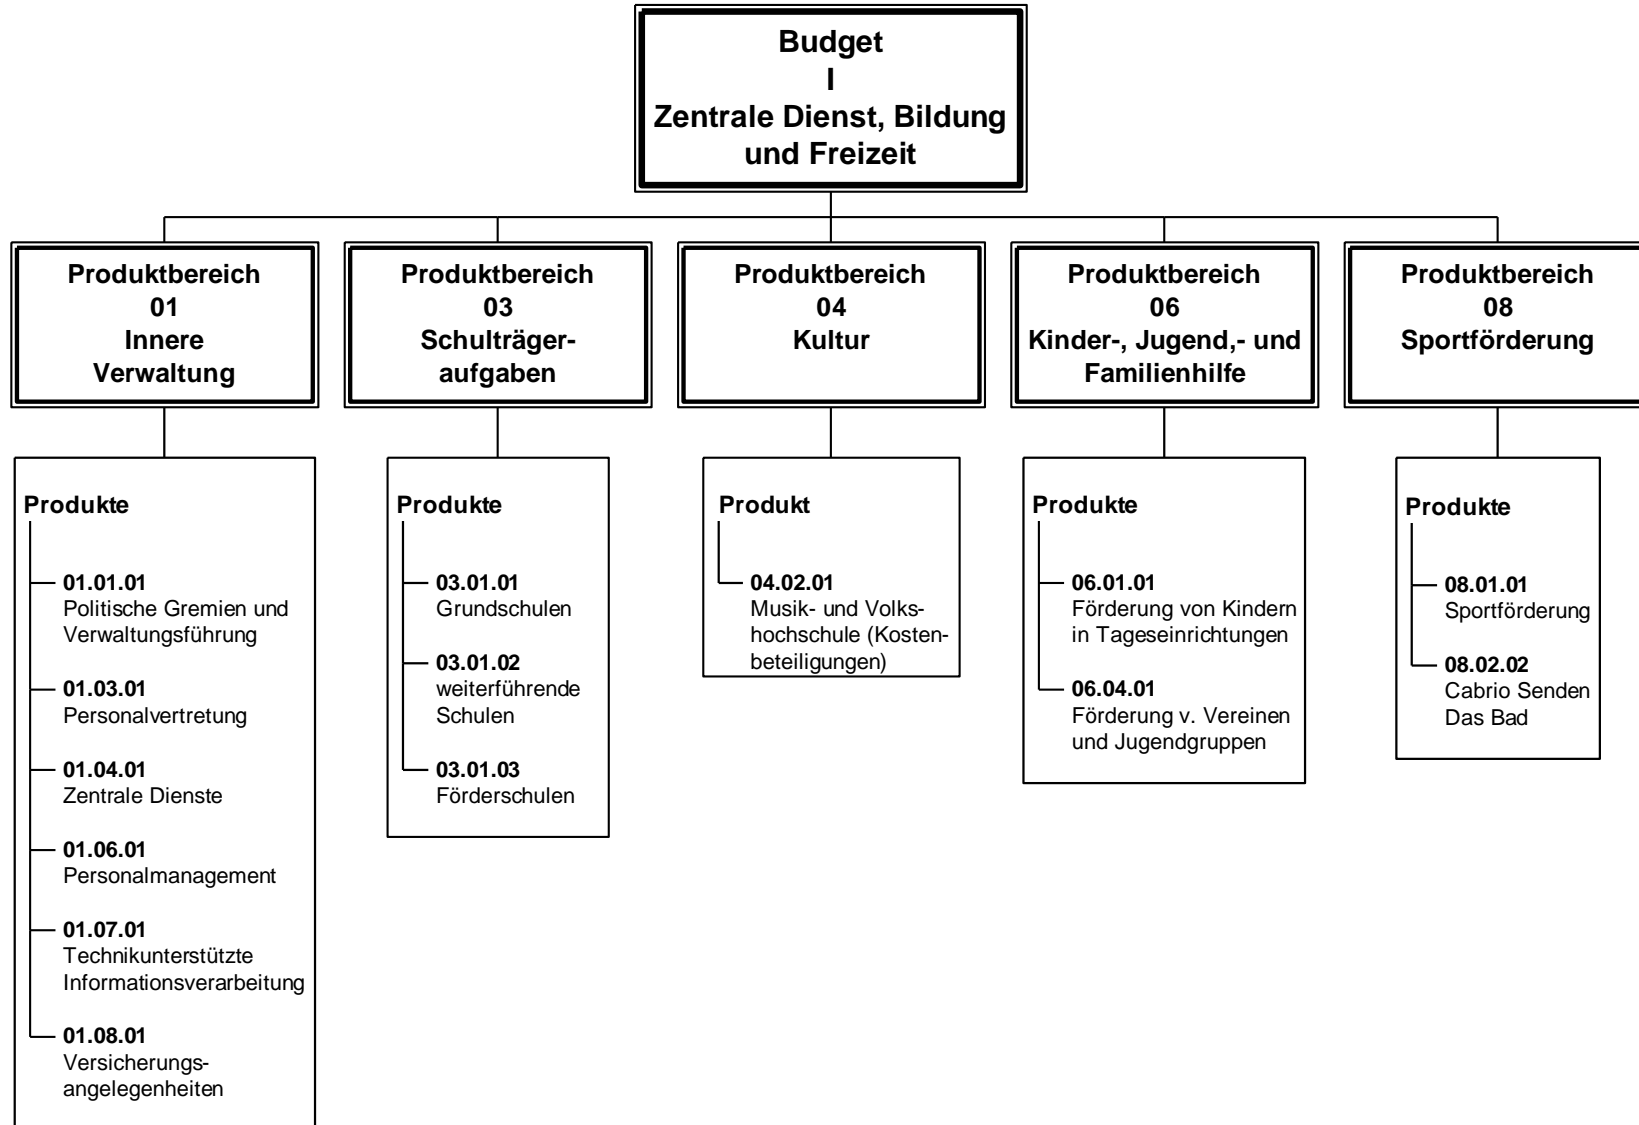 Budget
I
Zentrale Dienst, Bildung
und Freizeit
Produktbereich
01
Innere
Verwaltung
Produktbereich
03
Schulträger-
aufgaben
Produktbereich
04
Kultur
Produktbereich
06
Kinder-, Jugend,- und
Familienhilfe
Produktbereich
08
Sportförderung
Produkte
01.01.01
Politische Gremien und
Verwaltungsführung
01.03.01
Personalvertretung
01.04.01
Zentrale Dienste
01.06.01
Personalmanagement
01.07.01
Technikunterstützte
Informationsverarbeitung
01.08.01
Versicherungs-
angelegenheiten
Produkte
03.01.01
Grundschulen
03.01.02
weiterführende
Schulen
03.01.03
Förderschulen
Produkt
04.02.01
Musik- und Volks-
hochschule (Kosten-
beteiligungen)
Produkte
06.01.01
Förderung von Kindern
in Tageseinrichtungen
06.04.01
Förderung v. Vereinen
und Jugendgruppen
Produkte
08.01.01
Sportförderung
08.02.02
Cabrio Senden
Das Bad